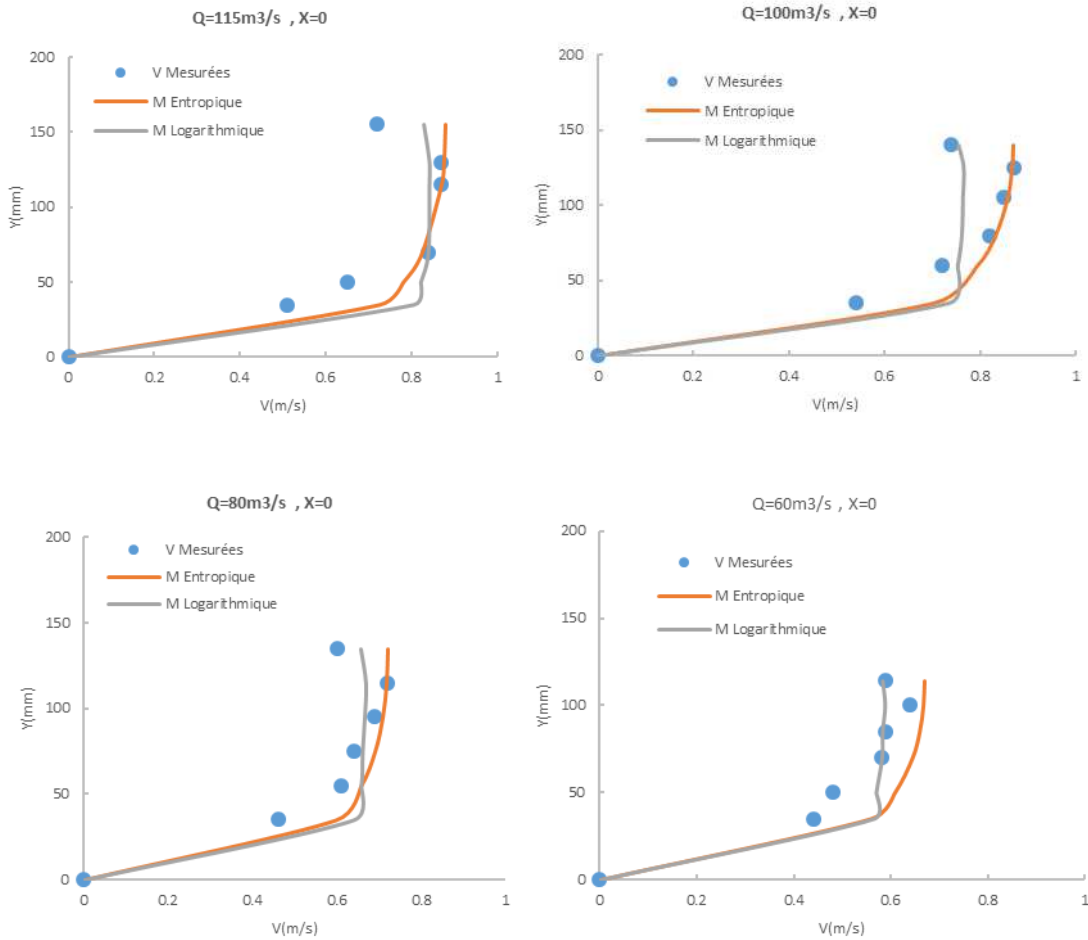 Q=115m3/s , X=0
200
150
100
50
0
Y(mm)
V Mesurées
M Entropique
M Logarithmique
0
0.2
0.4
0.6
0.8
1
V(m/s)
Q=100m3/s , X=0
200
150
100
50
0
Y(mm)
V Mesurées
M Entropique
M Logarithmique
0
0.2
0.4
0.6
0.8
1
V(m/s)
Q=80m3/s , X=0
200
150
100
50
0
Y(mm)
V Mesurées
M Entropique
M Logarithmique
0
0.2
0.4
0.6
0.8
1
V(m/s)
Q=60m3/s , X=0
200
150
100
50
0
Y(mm)
V Mesurées
M Entropique
M Logarithmique
0
0.2
0.4
0.6
0.8
1
V(m/s)